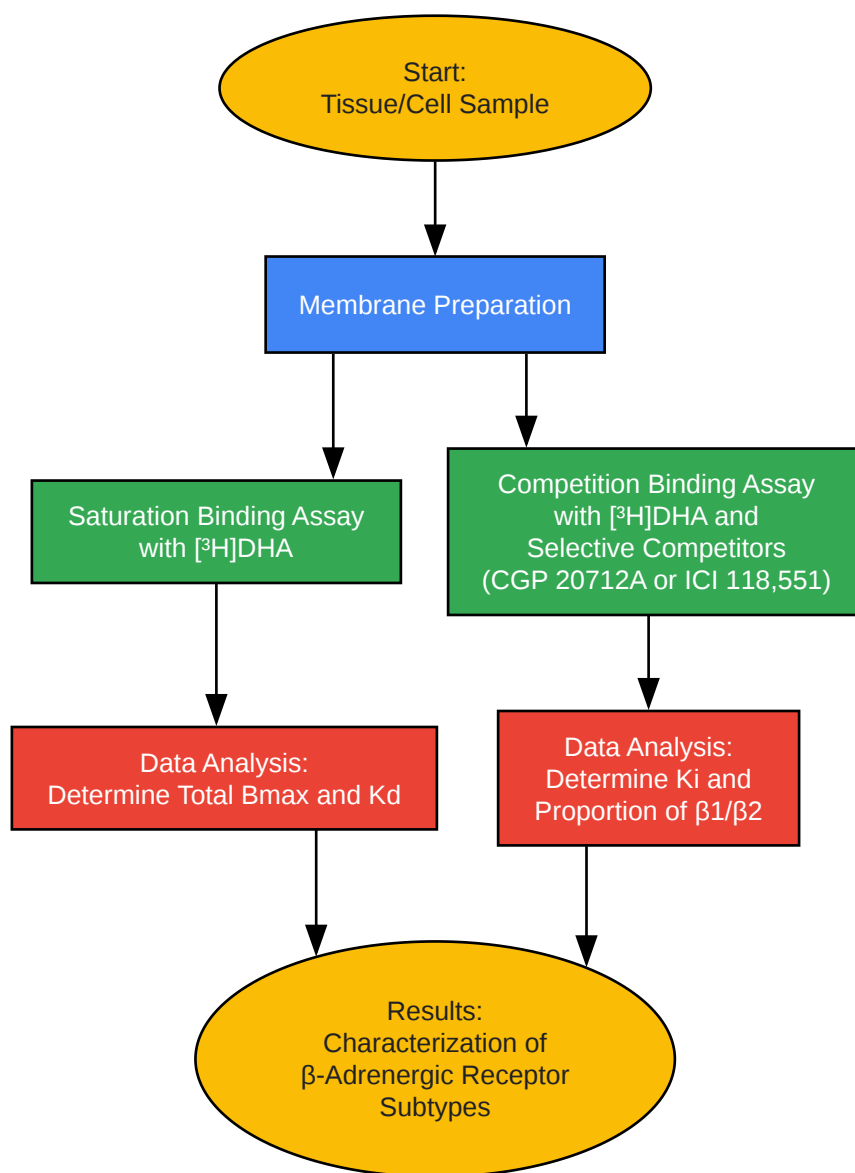 Start:
Tissue/Cell Sample
Membrane Preparation
Saturation Binding Assay
with [³H]DHA
Competition Binding Assay
with [³H]DHA and
Selective Competitors
(CGP 20712A or ICI 118,551)
Data Analysis:
Determine Total Bmax and Kd
Data Analysis:
Determine Ki and
Proportion of β1/β2
Results:
Characterization of
β-Adrenergic Receptor
Subtypes